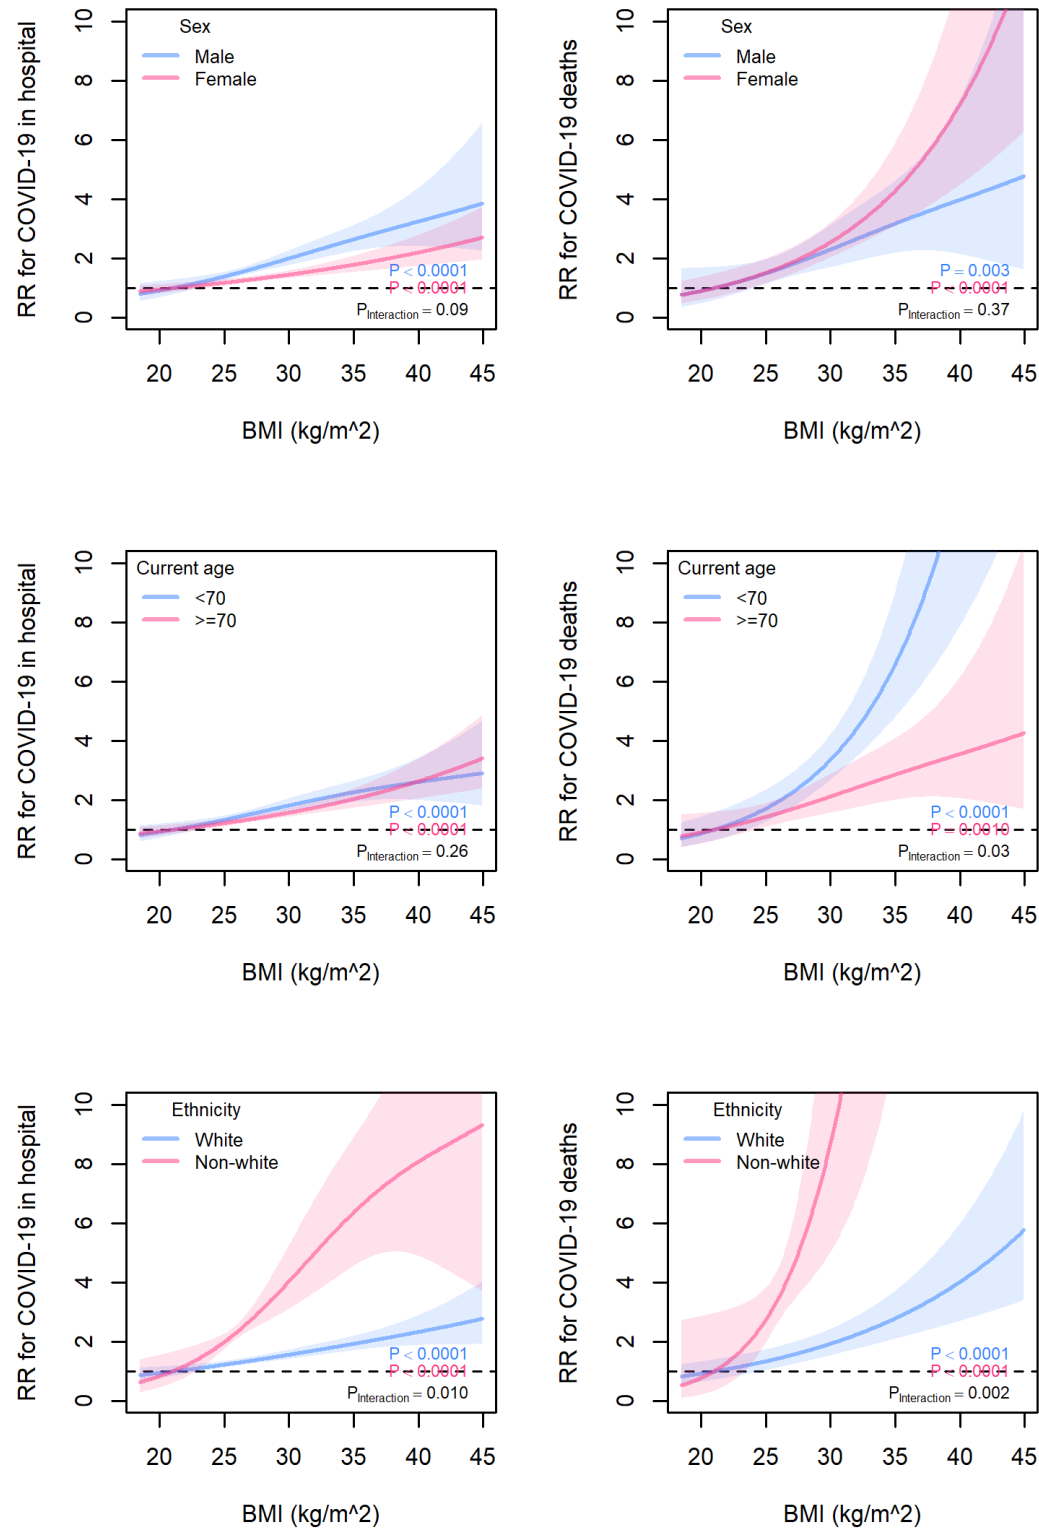 RR for COVID-19 in hospital
10
8
6
4
2
0
Sex
Male
Female
P < 0.0001
P < 0.0001
PInteraction = 0.09
20 25 30 35 40 45
BMI (kg/m^2)
RR for COVID-19 deaths
10
8
6
4
2
0
Sex
Male
Female
P = 0.003
P < 0.0001
PInteraction = 0.37
20 25 30 35 40 45
BMI (kg/m^2)
RR for COVID-19 in hospital
10
8
6
4
2
0
Current age
<70
>=70
P < 0.0001
P < 0.0001
PInteraction = 0.26
20 25 30 35 40 45
BMI (kg/m^2)
RR for COVID-19 deaths
10
8
6
4
2
0
Current age
<70
>=70
P < 0.0001
P = 0.0010
PInteraction = 0.03
20 25 30 35 40 45
BMI (kg/m^2)
RR for COVID-19 in hospital
10
8
6
4
2
0
Ethnicity
White
Non-white
P < 0.0001
P < 0.0001
PInteraction = 0.010
20 25 30 35 40 45
BMI (kg/m^2)
RR for COVID-19 deaths
10
8
6
4
2
0
Ethnicity
White
Non-white
P < 0.0001
P < 0.0001
PInteraction = 0.002
20 25 30 35 40 45
BMI (kg/m^2)